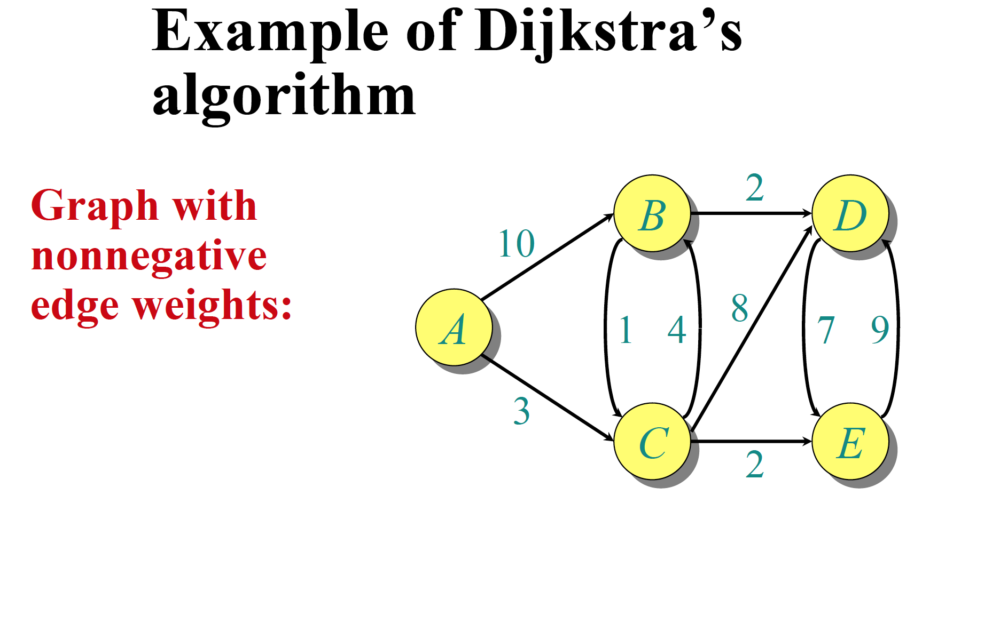 Example of Dijkstra’s
algorithm
Graph with
nonnegative
edge weights:
2
B
D
10
8
A
1
4
7
9
3
C
E
2